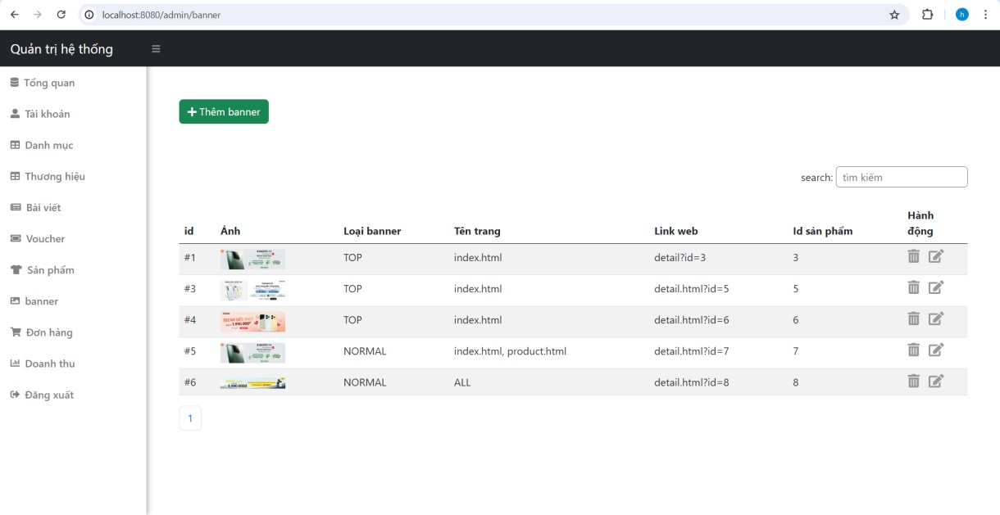 localhost:8080/admin/banner
h
Quản trị hệ thống
Tổng quan
Tài khoản
Danh mục
Thương hiệu
Bài viết
Voucher
Sản phẩm
banner
Đơn hàng
Doanh thu
Đăng xuất
Thêm banner
search: tìm kiếm
id Ảnh Loại banner Tên trang Link web Id sản phẩm Hành động
#1 TOP index.html detail?id=3 3
#3 TOP index.html detail.html?id=5 5
#4 TOP index.html detail.html?id=6 6
#5 NORMAL index.html, product.html detail.html?id=7 7
#6 NORMAL ALL detail.html?id=8 8
1